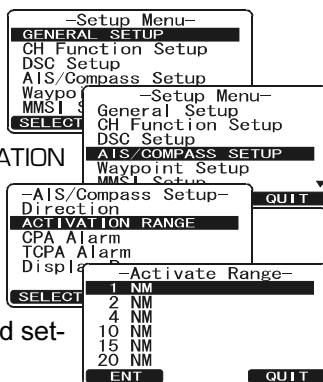 –Setup Menu–
GENERAL SETUP
CH Function Setup
DSC Setup
AIS/Compass Setup
MMSI
SELECT
–Setup Menu–
General Setup
CH Function Setup
DSC Setup
AIS/COMPASS SETUP
Waypoint Setup
MMSI Setup
QUIT
ATION
–AIS/Compass Setup–
Direction
ACTIVATION RANGE
CPA Alarm
TCPA Alarm
SELECT
–Activate Range–
1 NM
2 NM
4 NM
10 NM
15 NM
20 NM
ENT QUIT
d set-